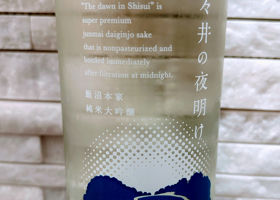 "The dawn in Shisui" is
super premium
junmai daiginjo sake
that is nonpasteurized and
bottled immediately
after filtration at midnight.
々井の夜明け
飯沼本家
純米大吟醸